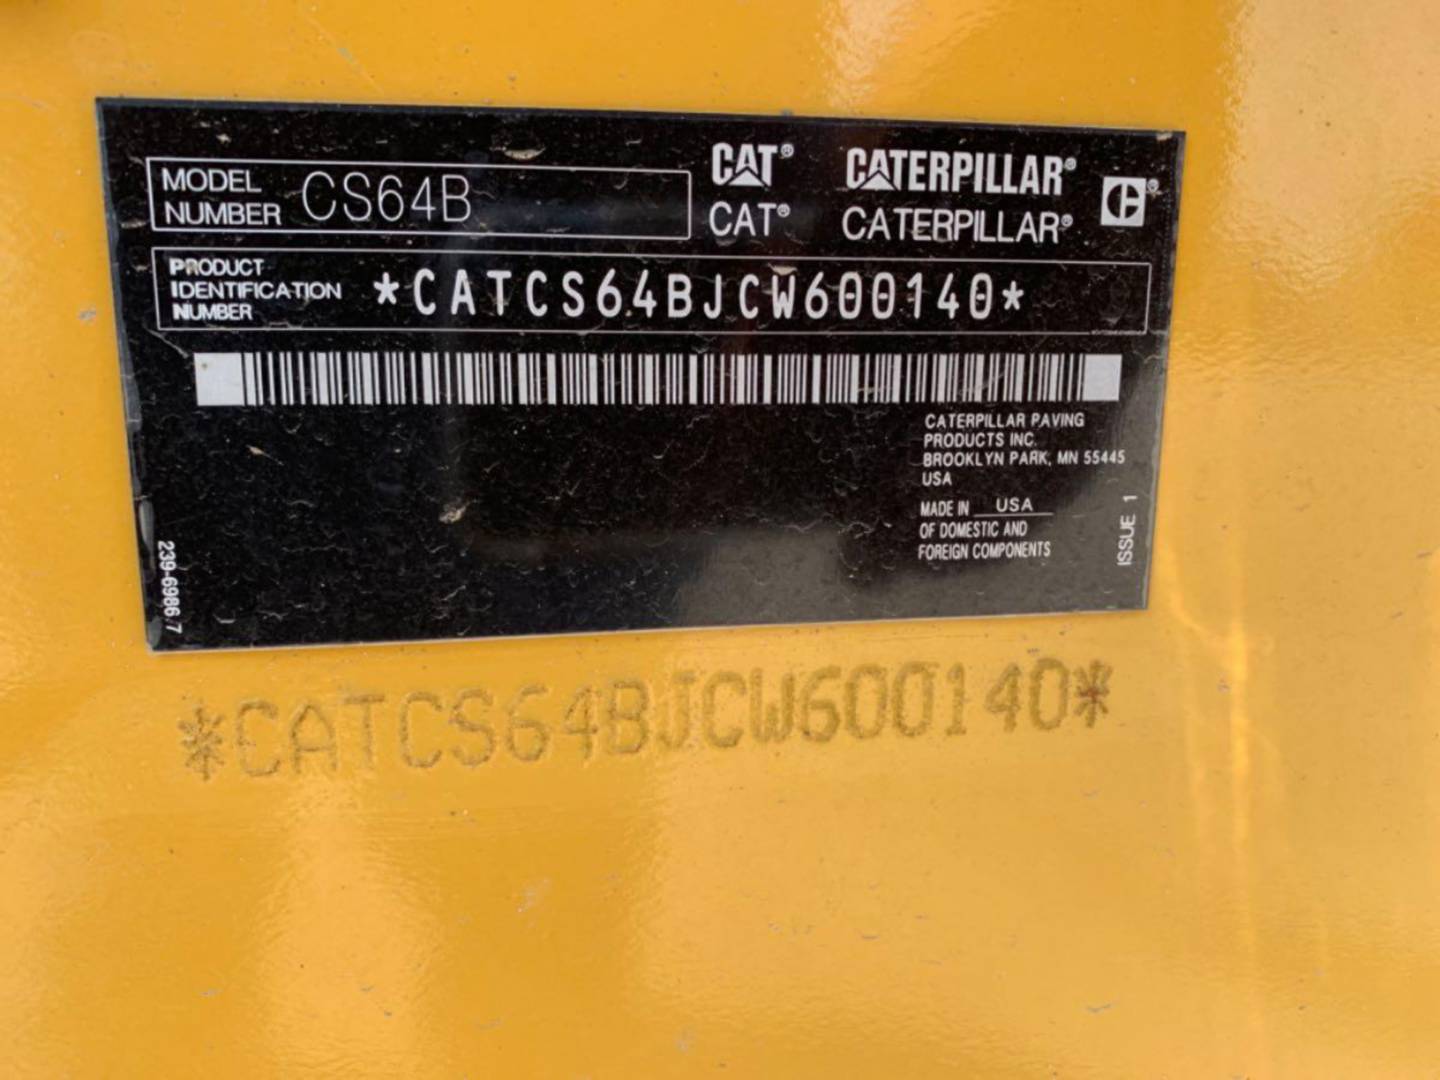 MODEL NUMBER CS64B
CAT® CATERPILLAR®
CAT® CATERPILLAR®
PRODUCT IDENTIFICATION NUMBER *CATCS64BJCW600140*
CATERPILLAR PAVING
PRODUCTS INC.
BROOKLYN PARK, MN 55445
USA
MADE IN USA
OF DOMESTIC AND
FOREIGN COMPONENTS
ISSUE 1
239-6986 7
*CATCS64BJCW600140*